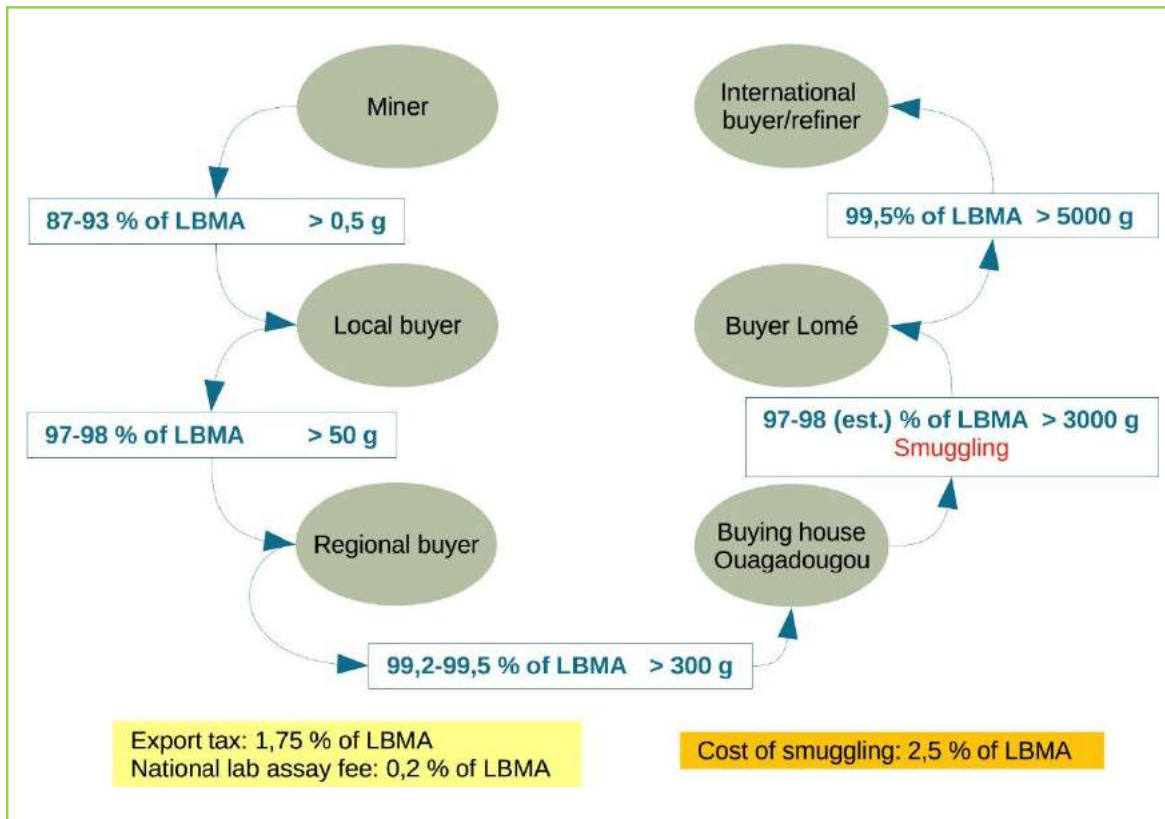 Miner
87-93 % of LBMA > 0,5 g
Local buyer
97-98 % of LBMA > 50 g
Regional buyer
99,2-99,5 % of LBMA > 300 g
Buying house
Ouagadougou
97-98 (est.) % of LBMA > 3000 g
Smuggling
Buyer Lomé
99,5% of LBMA > 5000 g
International
buyer/refiner
Export tax: 1,75 % of LBMA
National lab assay fee: 0,2 % of LBMA
Cost of smuggling: 2,5 % of LBMA